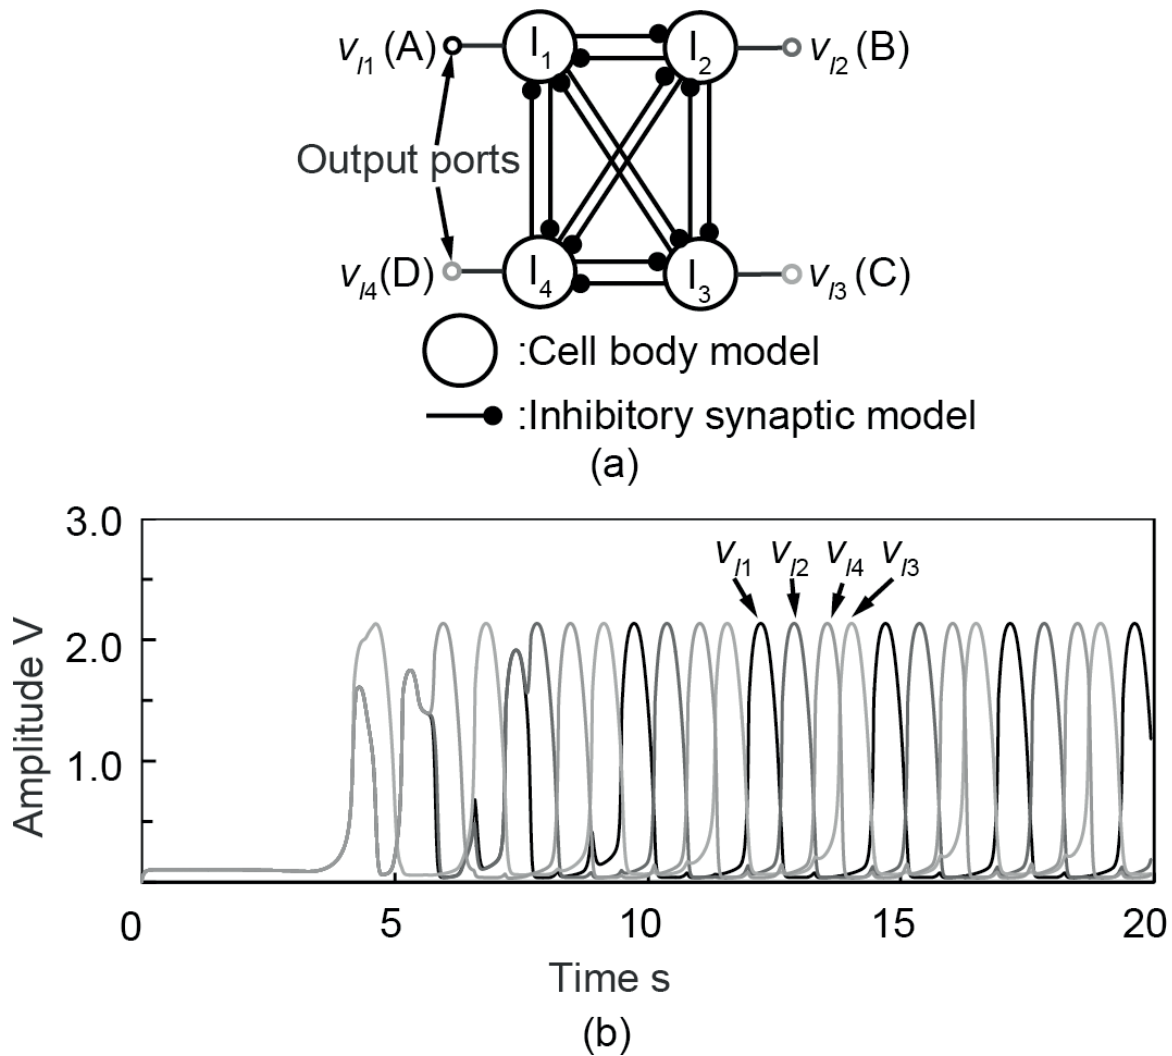 v_I1 (A) I_1 I_2 v_I2 (B)
Output ports
v_I4 (D) I_4 I_3 v_I3 (C)
:Cell body model
:Inhibitory synaptic model
(a)
3.0
v_I1 v_I2 v_I4 v_I3
2.0
1.0
Amplitude V
0 5 10 15 20
Time s
(b)